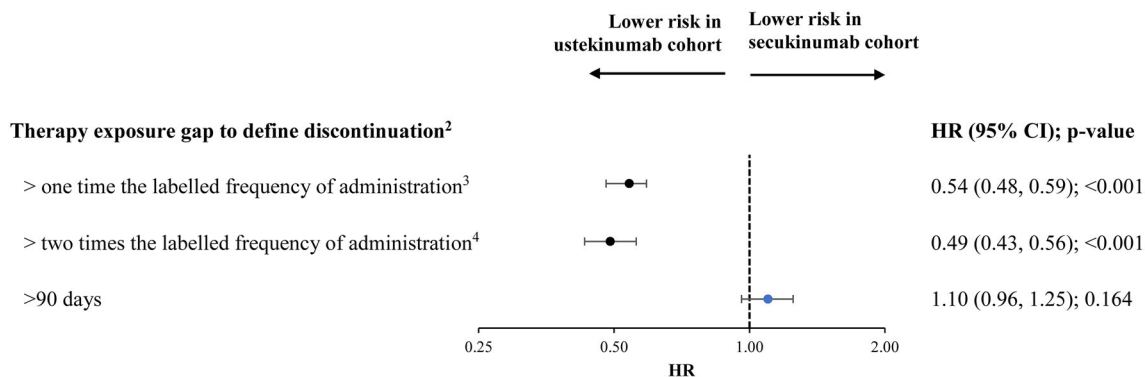 Lower risk in
ustekinumab cohort
Lower risk in
secukinumab cohort
Therapy exposure gap to define discontinuation² HR (95% CI); p-value
> one time the labelled frequency of administration³ 0.54 (0.48, 0.59); <0.001
> two times the labelled frequency of administration⁴ 0.49 (0.43, 0.56); <0.001
>90 days 1.10 (0.96, 1.25); 0.164
0.25 0.50 1.00 2.00
HR